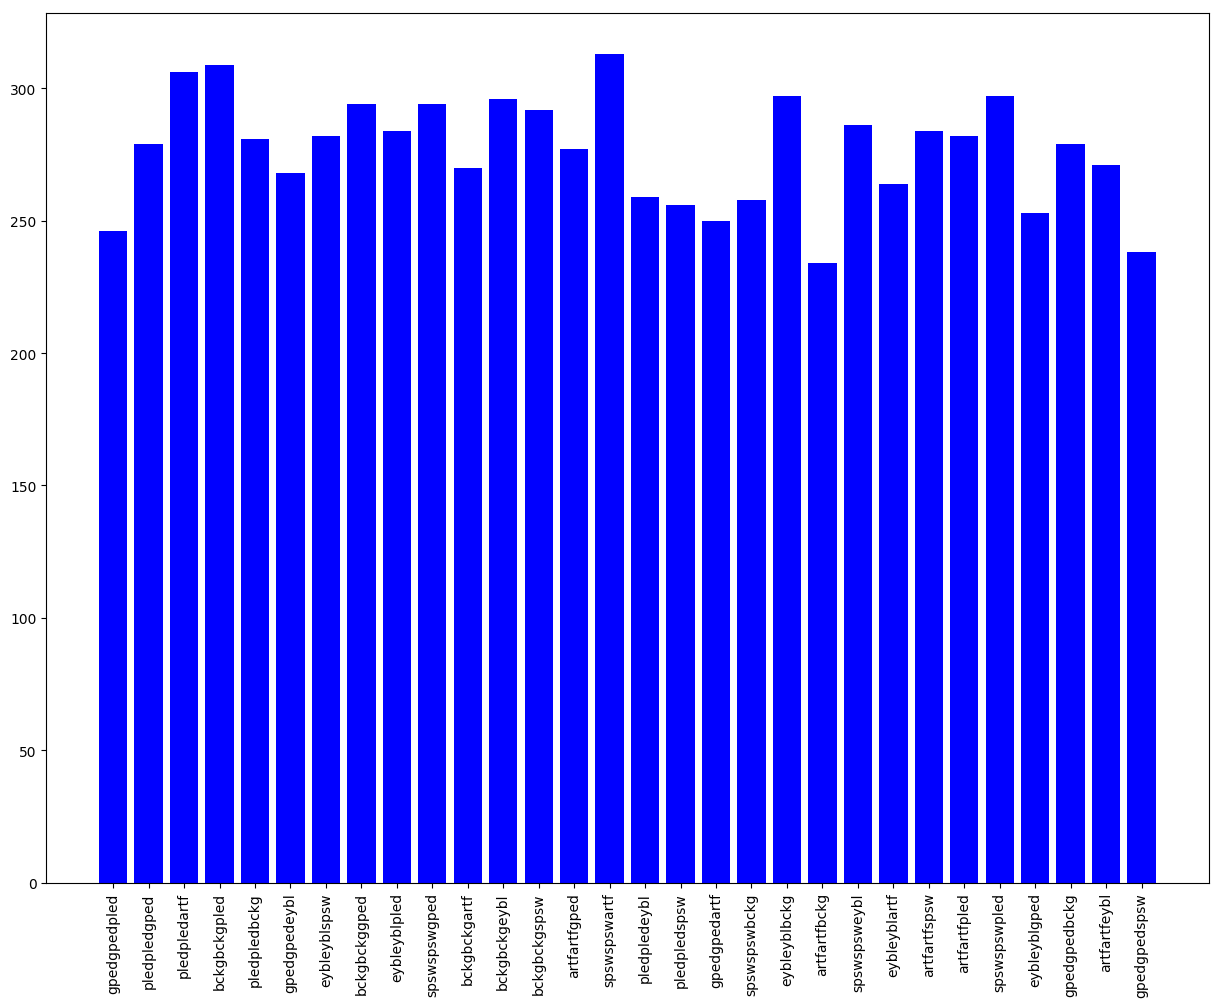 300
250
200
150
100
50
0
gpedgpedpled
pledpledgped
pledpledartf
bckgbckgpled
pledpledbckg
gpedgpedeybl
eybleyblspsw
bckgbckggped
eybleyblpled
spswspswgped
bckgbckgartf
bckgbckgeybl
bckgbckgspsw
artfartfgped
spswspswartf
pledpledeybl
pledpledspsw
gpedgpedartf
spswspswbckg
eybleyblbckg
artfartfbckg
spswspsweybl
eybleyblartf
artfartfspsw
artfartfpled
spswspswpled
eybleyblgped
gpedgpedbckg
artfartfeybl
gpedgpedspsw